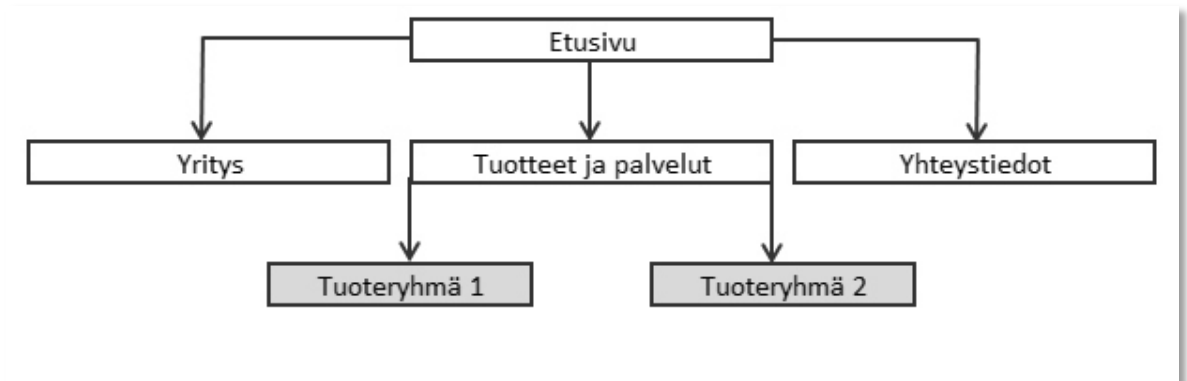 Etusivu
Yritys
Tuotteet ja palvelut
Yhteystiedot
Tuoteryhmä 1
Tuoteryhmä 2